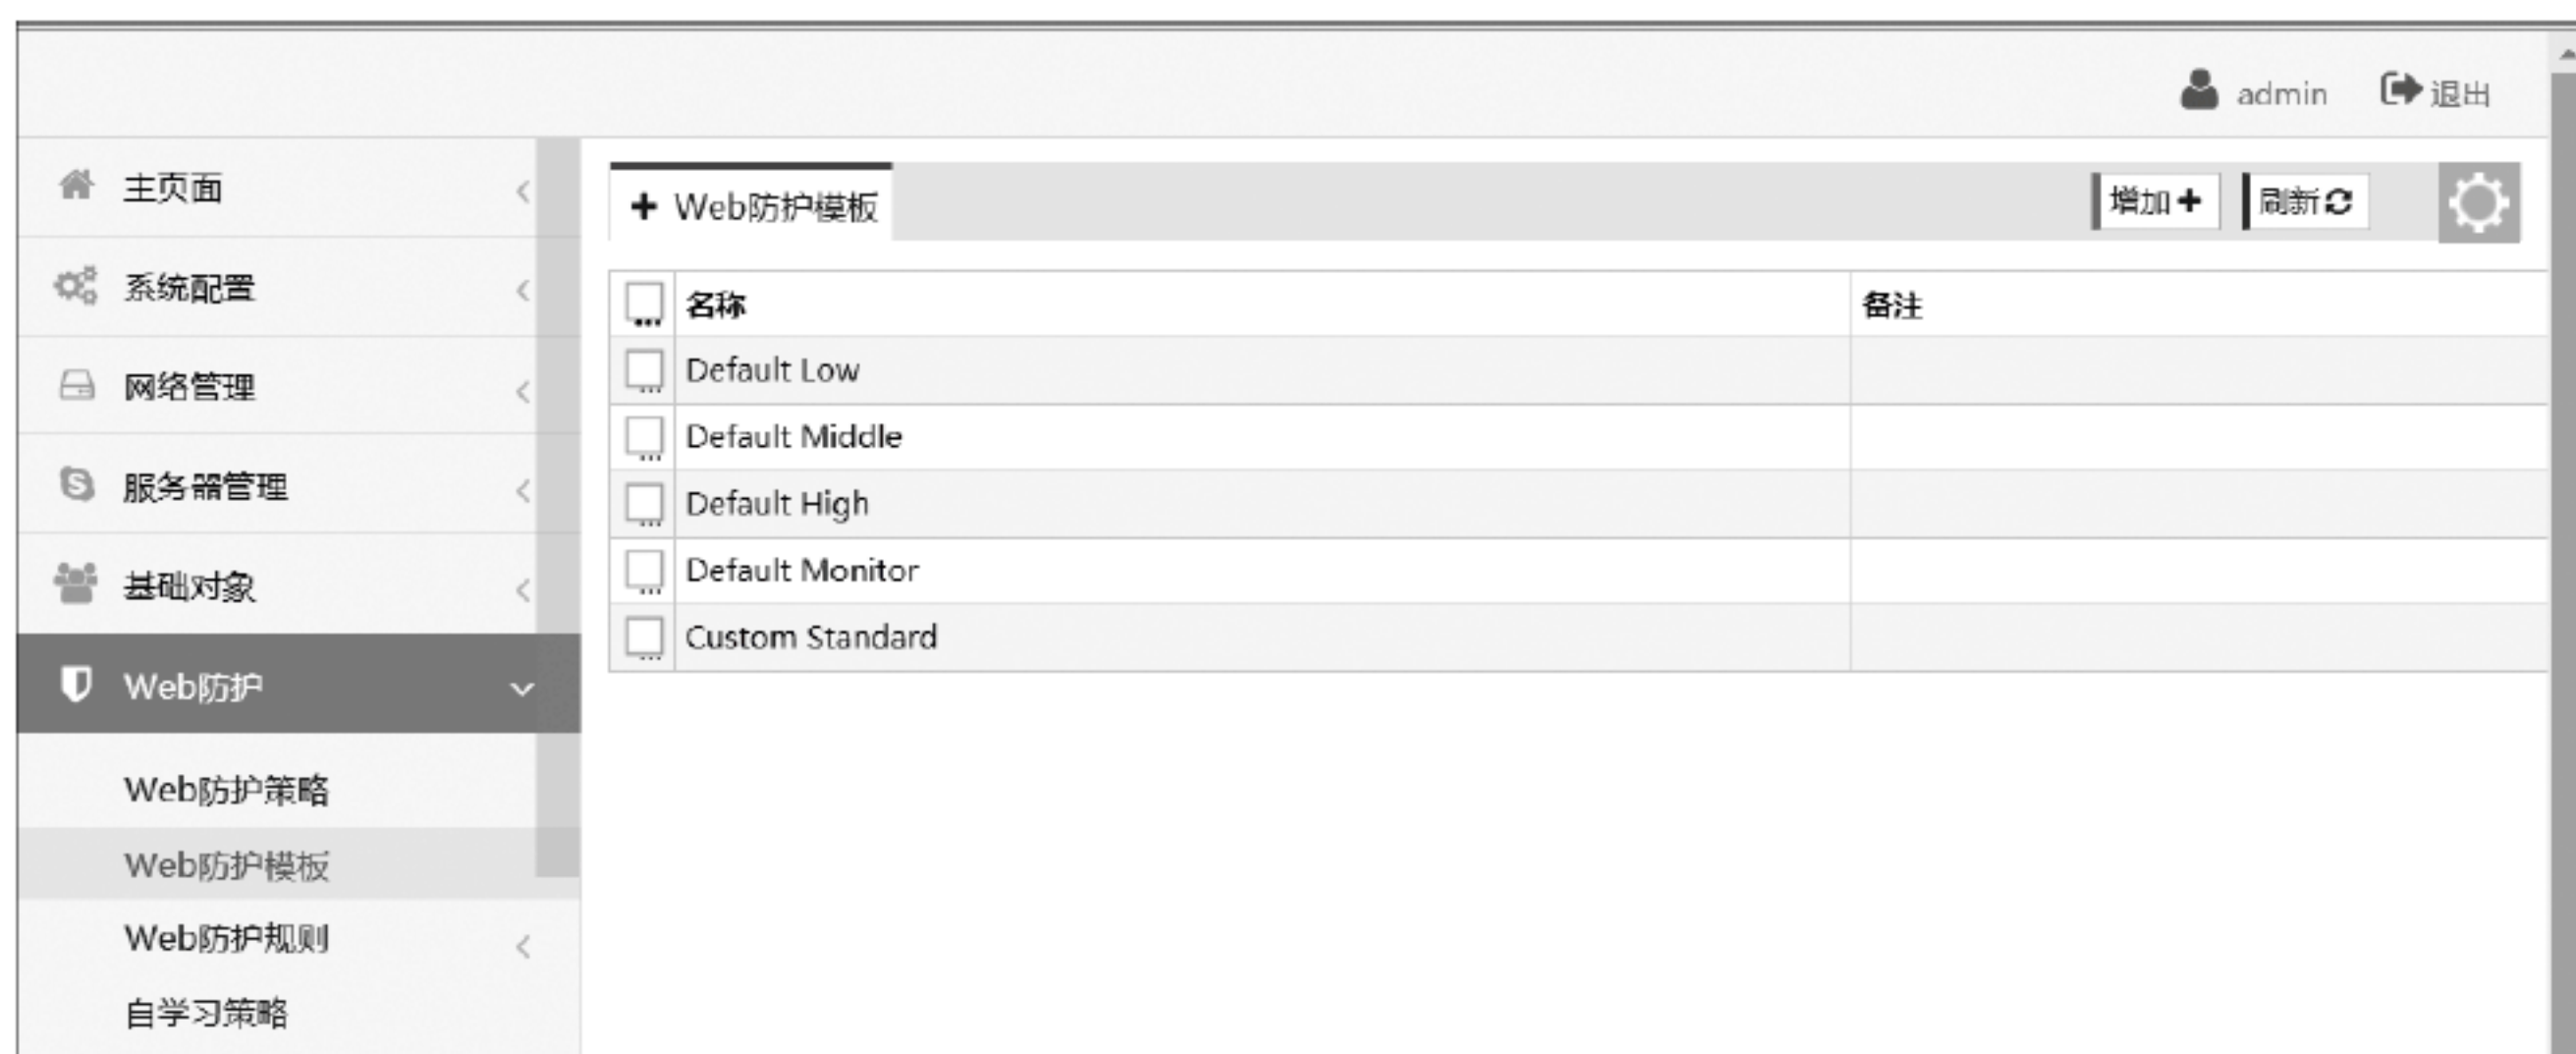 admin 退出
主页面
系统配置
网络管理
服务器管理
基础对象
Web防护
Web防护策略
Web防护模板
Web防护规则
自学习策略
Web防护模板 增加 刷新
名称 备注
Default Low
Default Middle
Default High
Default Monitor
Custom Standard